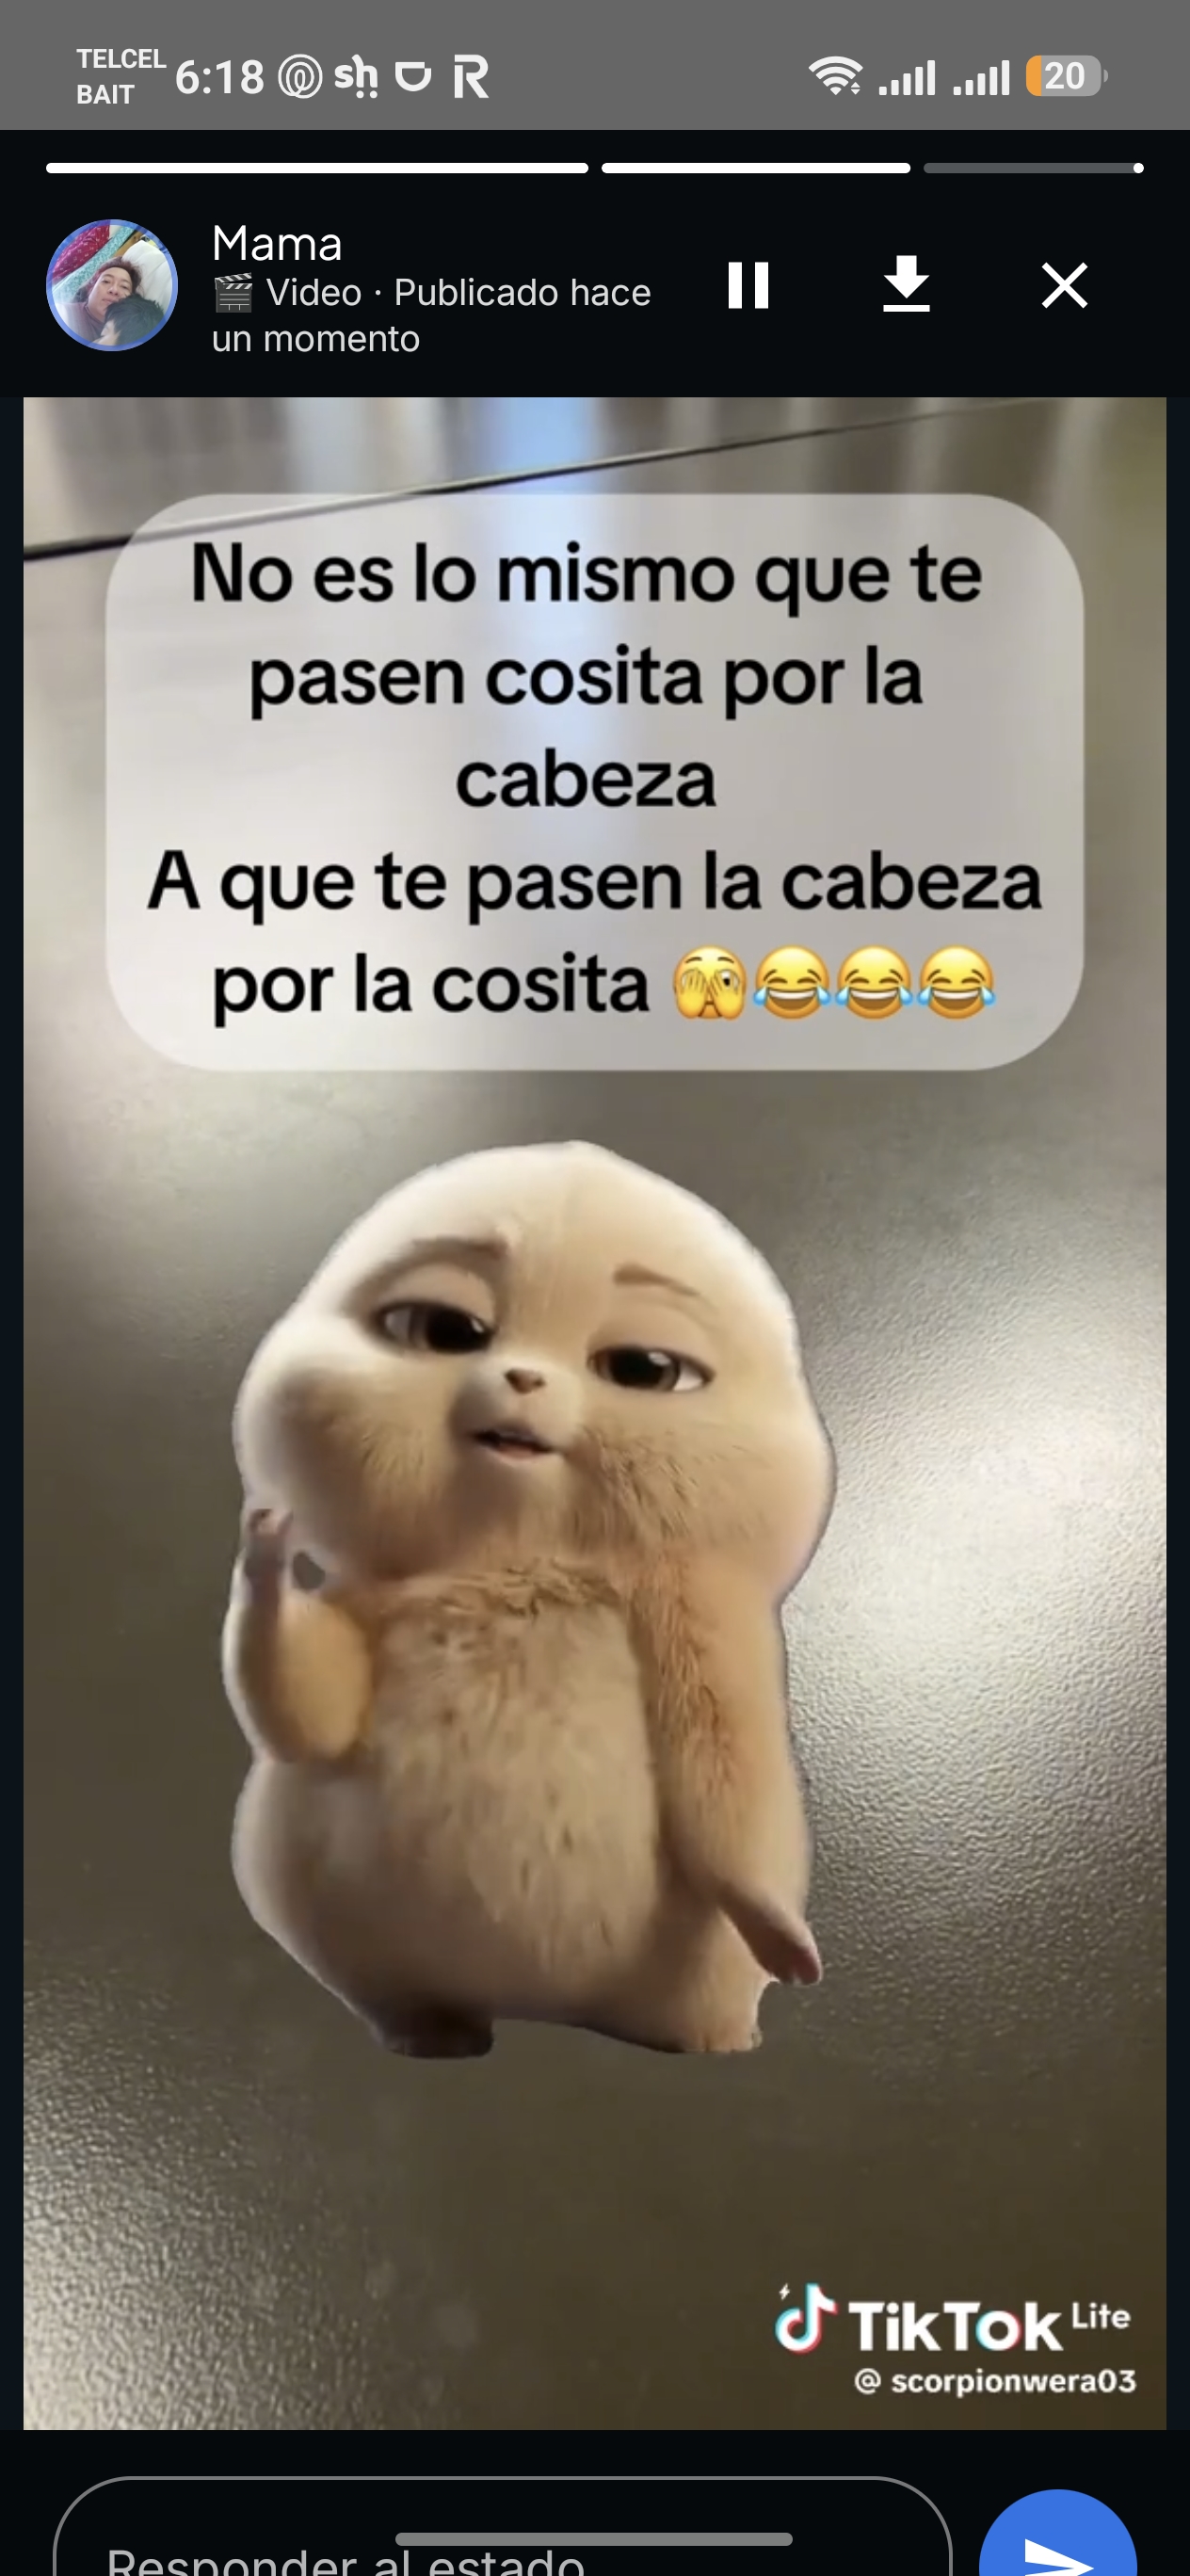 TELCEL
BAIT
6:18
20
Mama
🎬 Video · Publicado hace
un momento
No es lo mismo que te
pasen cosita por la
cabeza
A que te pasen la cabeza
por la cosita 🫣😂😂😂
TikTok Lite
@ scorpionwera03
Responder al estado